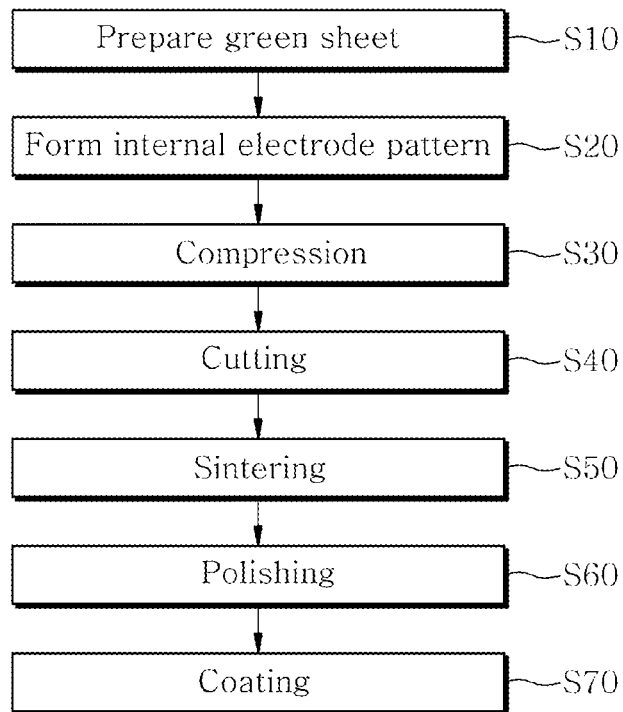 Prepare green sheet S10
Form internal electrode pattern S20
Compression S30
Cutting S40
Sintering S50
Polishing S60
Coating S70